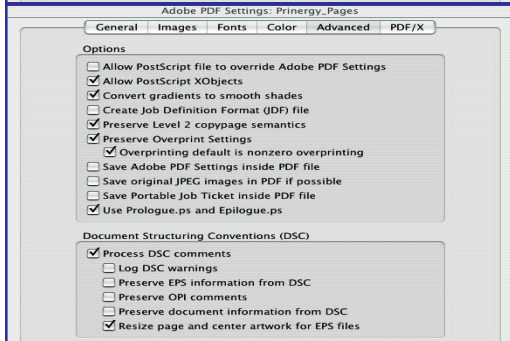 Adobe PDF Settings: Prinergy_Pages
General Images Fonts Color Advanced PDF/X
Options
Allow PostScript file to override Adobe PDF Settings
Allow PostScript XObjects
Convert gradients to smooth shades
Create Job Definition Format (JDF) file
Preserve Level 2 copypage semantics
Preserve Overprint Settings
Overprinting default is nonzero overprinting
Save Adobe PDF Settings inside PDF file
Save original JPEG images in PDF if possible
Save Portable Job Ticket inside PDF file
Use Prologue.ps and Epilogue.ps
Document Structuring Conventions (DSC)
Process DSC comments
Log DSC warnings
Preserve EPS information from DSC
Preserve OPI comments
Preserve document information from DSC
Resize page and center artwork for EPS files